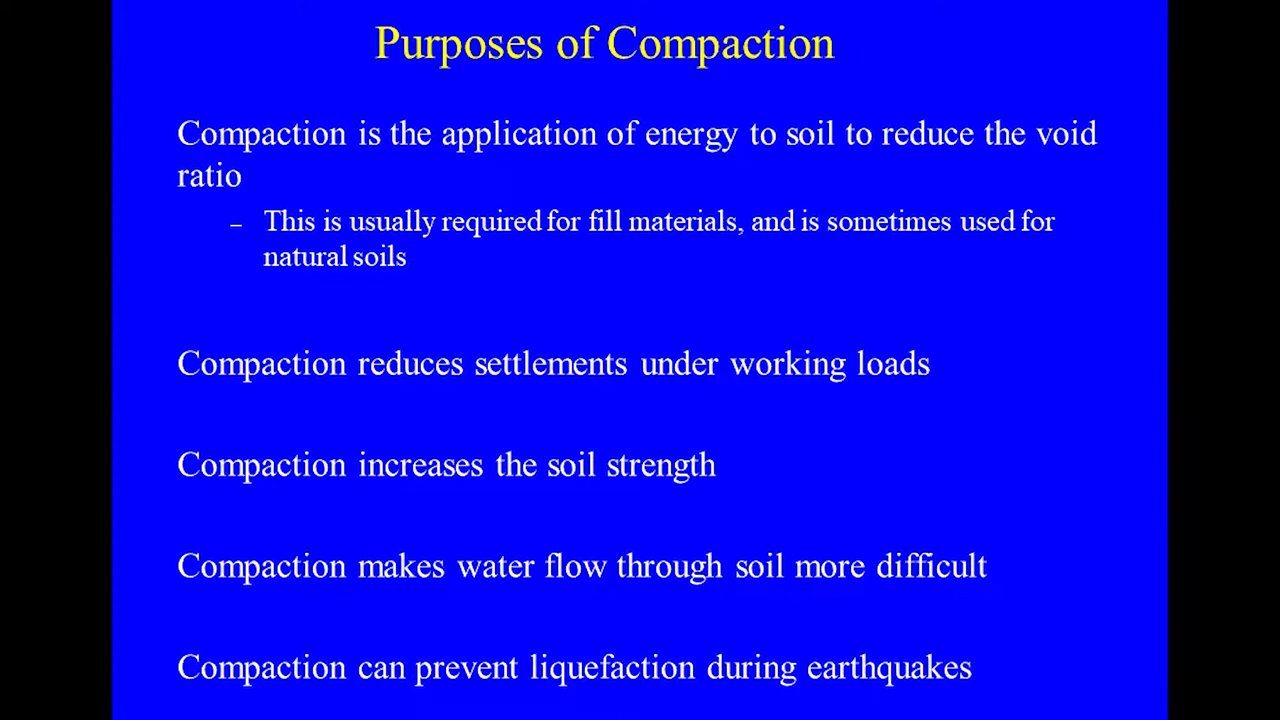 Purposes of Compaction
Compaction is the application of energy to soil to reduce the void
ratio
– This is usually required for fill materials, and is sometimes used for
natural soils
Compaction reduces settlements under working loads
Compaction increases the soil strength
Compaction makes water flow through soil more difficult
Compaction can prevent liquefaction during earthquakes